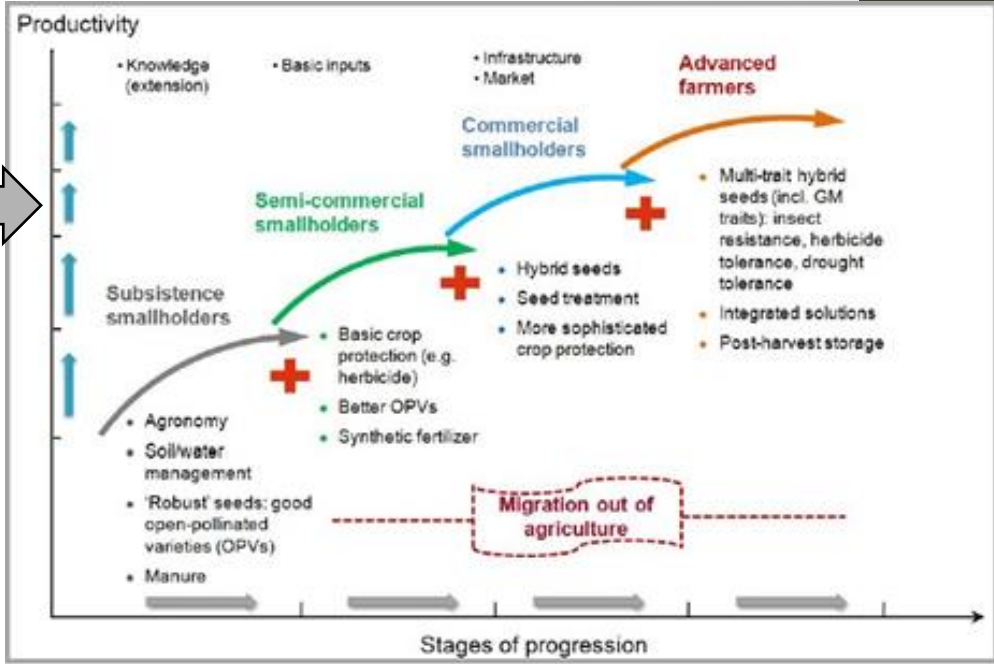 Productivity
• Knowledge
(extension)
• Basic inputs
• Infrastructure
• Market
Advanced
farmers
Commercial
smallholders
Semi-commercial
smallholders
Subsistence
smallholders
• Multi-trait hybrid
seeds (incl. GM
traits): insect
resistance, herbicide
tolerance, drought
tolerance
• Integrated solutions
• Post-harvest storage
• Hybrid seeds
• Seed treatment
• More sophisticated
crop protection
• Basic crop
protection (e.g.
herbicide)
• Better OPVs
• Synthetic fertilizer
• Agronomy
• Soil/water
management
• 'Robust' seeds: good
open-pollinated
varieties (OPVs)
• Manure
Migration out of
agriculture
Stages of progression